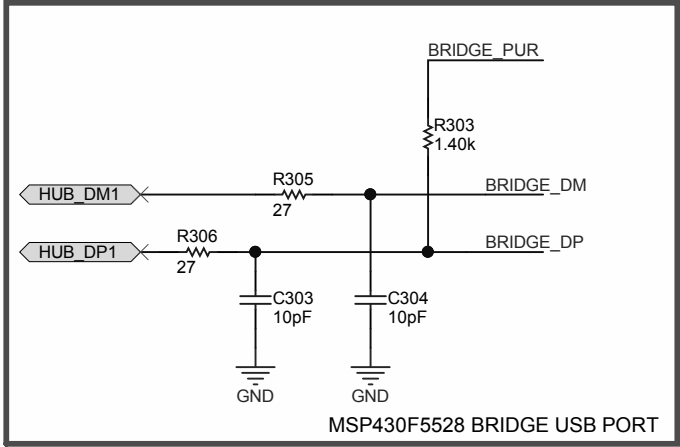 BRIDGE_PUR
R303
1.40k
HUB_DM1
R305
27
BRIDGE_DM
HUB_DP1
R306
27
BRIDGE_DP
C303
10pF
C304
10pF
GND
GND
MSP430F5528 BRIDGE USB PORT